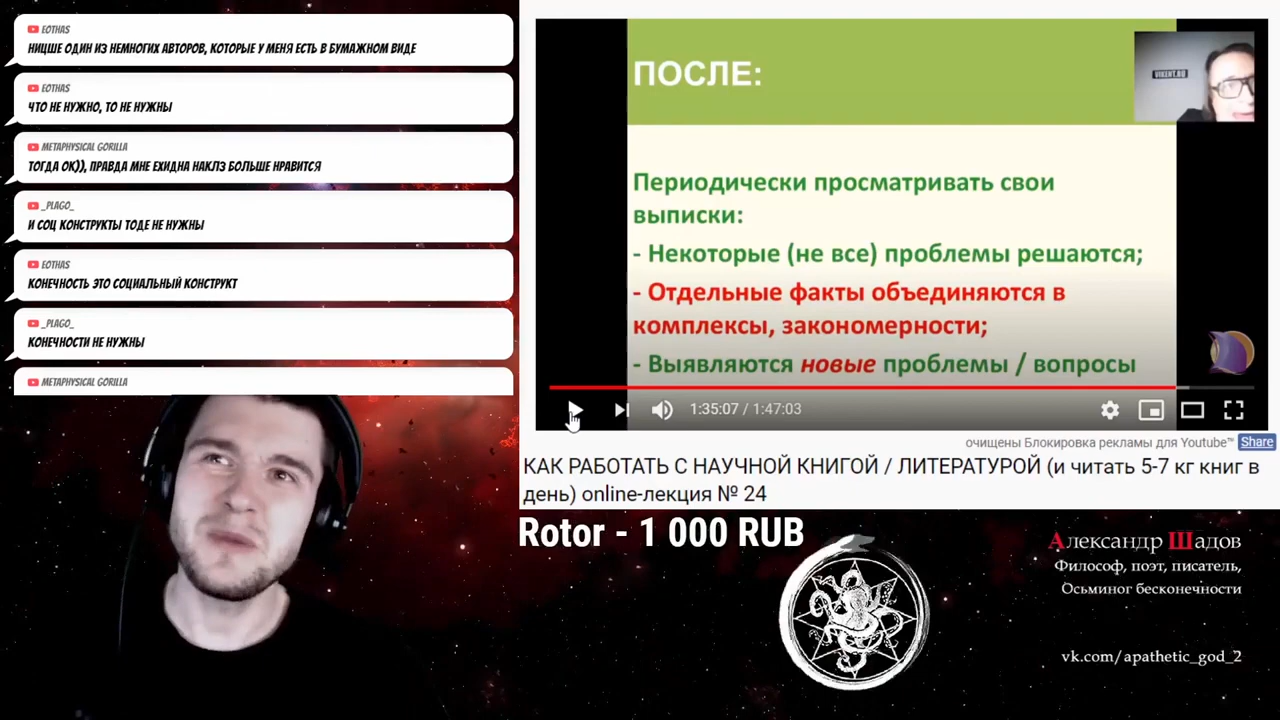 EOTHAS
НИЦШЕ ОДИН ИЗ НЕМНОГИХ АВТОРОВ, КОТОРЫЕ У МЕНЯ ЕСТЬ В БУМАЖНОМ ВИДЕ
EOTHAS
ЧТО НЕ НУЖНО, ТО НЕ НУЖНЫ
METAPHYSICAL GORILLA
ТОГДА ОК)), ПРАВДА МНЕ ЕХИДНА НАКЛЗ БОЛЬШЕ НРАВИТСЯ
_PLAGO_
И СОЦ КОНСТРУКТЫ ТОДЕ НЕ НУЖНЫ
EOTHAS
КОНЕЧНОСТЬ ЭТО СОЦИАЛЬНЫЙ КОНСТРУКТ
_PLAGO_
КОНЕЧНОСТИ НЕ НУЖНЫ
METAPHYSICAL GORILLA
ПОСЛЕ:
VIKENT.RU
Периодически просматривать свои
выписки:
- Некоторые (не все) проблемы решаются;
- Отдельные факты объединяются в
комплексы, закономерности;
- Выявляются новые проблемы / вопросы
1:35:07 / 1:47:03
очищены Блокировка рекламы для Youtube™ Share
КАК РАБОТАТЬ С НАУЧНОЙ КНИГОЙ / ЛИТЕРАТУРОЙ (и читать 5-7 кг книг в
день) online-лекция № 24
Rotor - 1 000 RUB
Александр Шадов
Философ, поэт, писатель,
Осьминог бесконечности
vk.com/apathetic_god_2